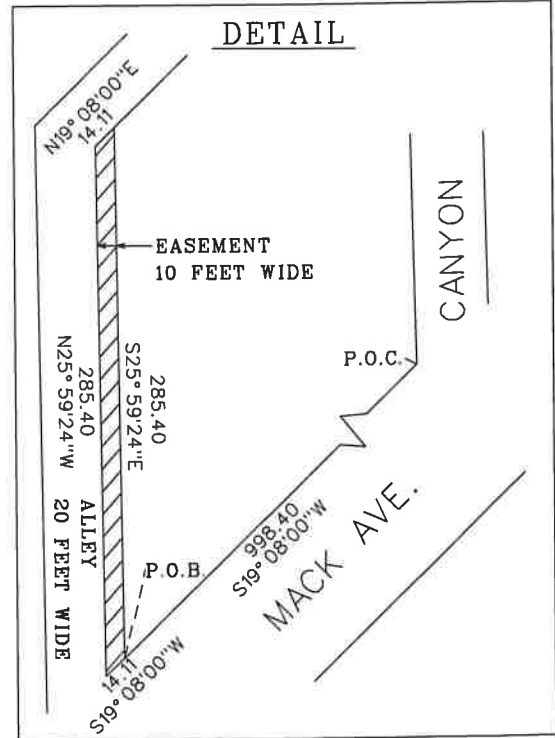 DETAIL
N19° 08'00"E
14.11
EASEMENT
10 FEET WIDE
CANYON
P.O.C.
285.40
S25° 59'24"E
285.40
N25° 59'24"W
ALLEY
20 FEET WIDE
998.40
S19° 08'00"W
MACK AVE.
P.O.B.
14.11
S19° 08'00"W